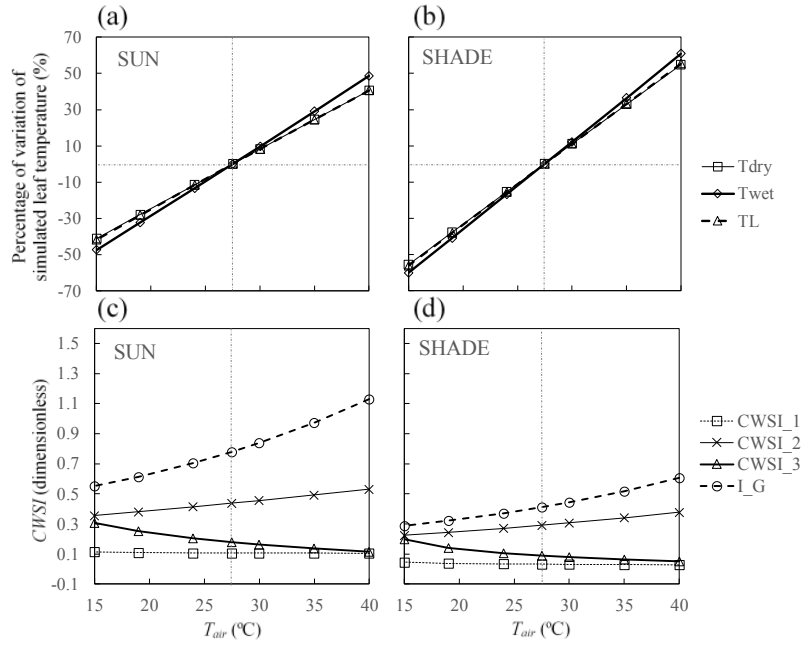 (a)
(b)
Percentage of variation of
simulated leaf temperature (%)
70
50
30
10
-10
-30
-50
-70
SUN
SHADE
Tdry
Twet
TL
(c)
(d)
CWSI (dimensionless)
1.5
1.3
1.1
0.9
0.7
0.5
0.3
0.1
-0.1
SUN
SHADE
CWSI_1
CWSI_2
CWSI_3
I_G
15 20 25 30 35 40
15 20 25 30 35 40
Tair (ºC)
Tair (ºC)